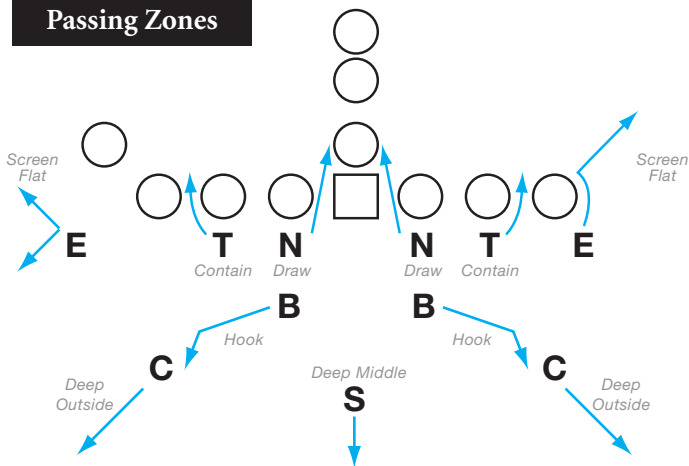 Passing Zones
Screen
Flat
Screen
Flat
E
T
N
N
T
E
Contain
Draw
Draw
Contain
B
B
Hook
Hook
C
Deep Middle
C
Deep
Outside
S
Deep
Outside